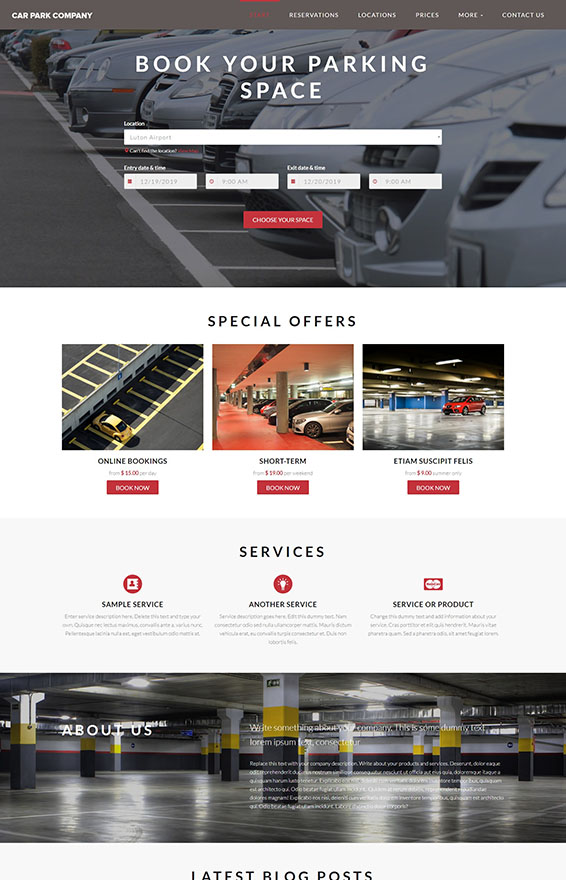 CAR PARK COMPANY
START RESERVATIONS LOCATIONS PRICES MORE CONTACT US
BOOK YOUR PARKING
SPACE
Location
Luton Airport
Can't find the location? View Map
Entry date & time Exit date & time
12/19/2019 9:00 AM 12/20/2019 9:00 AM
CHOOSE YOUR SPACE
SPECIAL OFFERS
ONLINE BOOKINGS
from $ 15.00 per day
BOOK NOW
SHORT-TERM
from $ 19.00 per weekend
BOOK NOW
ETIAM SUSCIPIT FELIS
from $ 9.00 summer only
BOOK NOW
SERVICES
SAMPLE SERVICE
Enter service description here. Delete this text and type your
own. Quisque nec lectus maximus, convallis ante a, varius nunc.
Pellentesque lacinia nulla est, eget vestibulum odio mattis at.
ANOTHER SERVICE
Service description goes here. Edit this dummy text. Nam
consectetur odio sed nulla ullamcorper mattis. Mauris dictum
vehicula erat, eu convallis turpis consectetur et. Duis non
lobortis felis.
SERVICE OR PRODUCT
Change this dummy text and add information about your
service. Cras porttitor et elit quis hendrerit. Mauris vitae
pharetra quam. Sed a pharetra odio, sit amet feugiat lorem.
ABOUT US
Write something about your company. This is some dummy text,
lorem ipsum text, consectetur
Replace this text with your company description. Write about your products and services. Deserunt, dolor eaque
LATEST BLOG POSTS